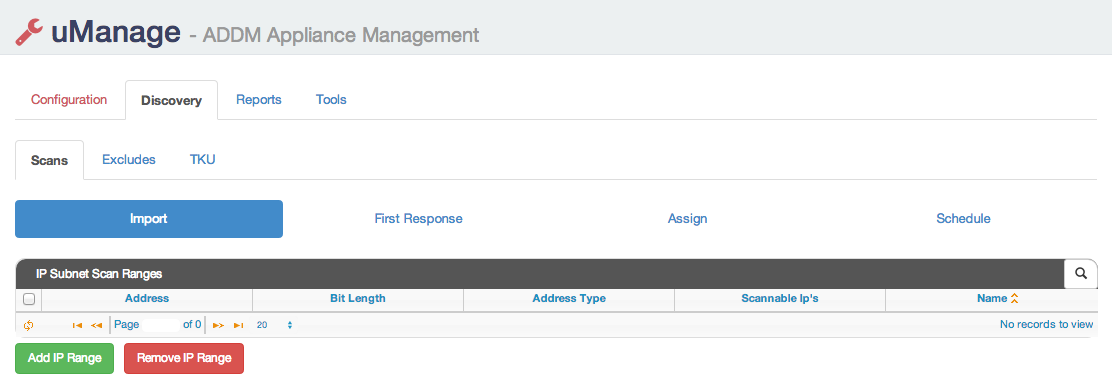 uManage - ADDM Appliance Management
Configuration Discovery Reports Tools
Scans Excludes TKU
Import First Response Assign Schedule
IP Subnet Scan Ranges
Address Bit Length Address Type Scannable Ip's Name
Page of 0 20 No records to view
Add IP Range Remove IP Range